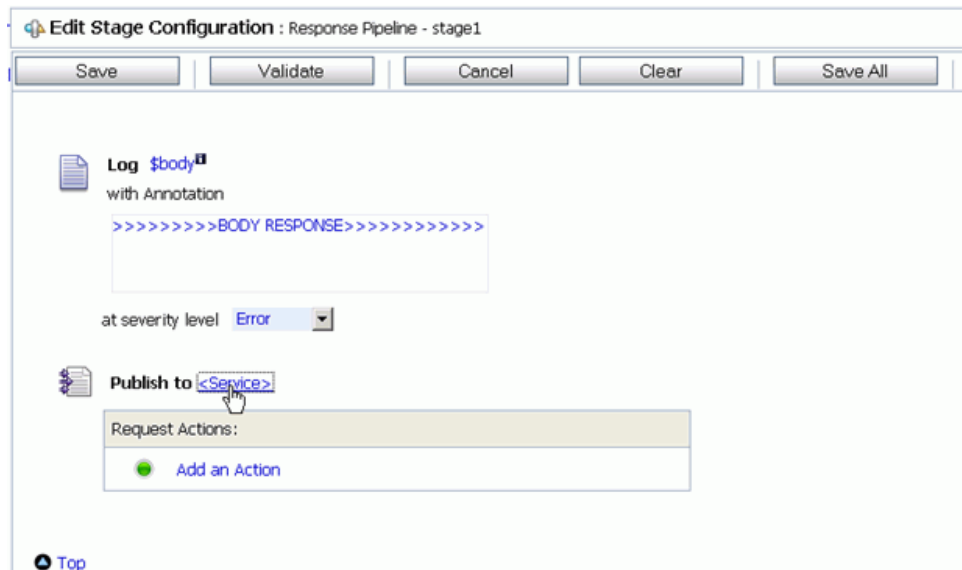 Edit Stage Configuration : Response Pipeline - stage1
Save Validate Cancel Clear Save All
Log $body
with Annotation
>>>>>>>>>BODY RESPONSE>>>>>>>>>>>>
at severity level Error
Publish to <Service>
Request Actions:
Add an Action
Top